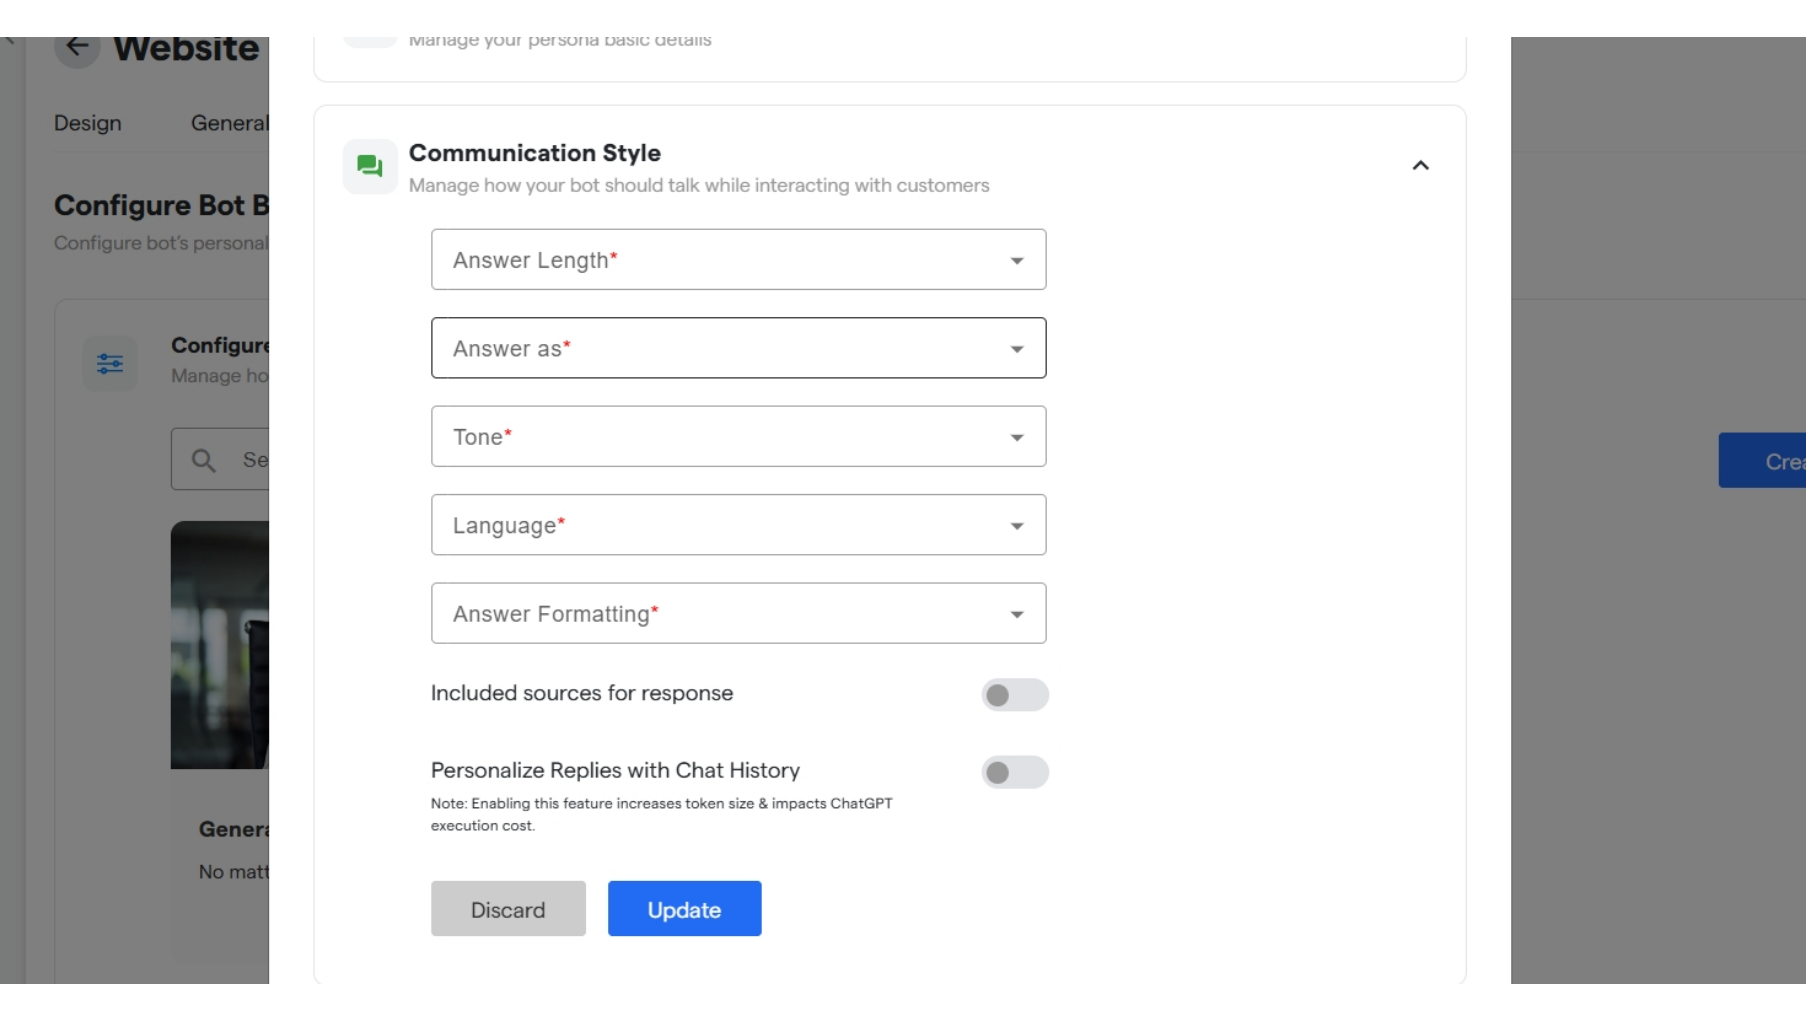 Website
Manage your persona basic details
Design
General
Communication Style
Manage how your bot should talk while interacting with customers
Configure Bot B
Configure bot's personal
Answer Length*
Answer as*
Configure
Manage ho
Tone*
Se
Crea
Language*
Answer Formatting*
Included sources for response
Personalize Replies with Chat History
Note: Enabling this feature increases token size & impacts ChatGPT
execution cost.
Genera
No matt
Discard
Update